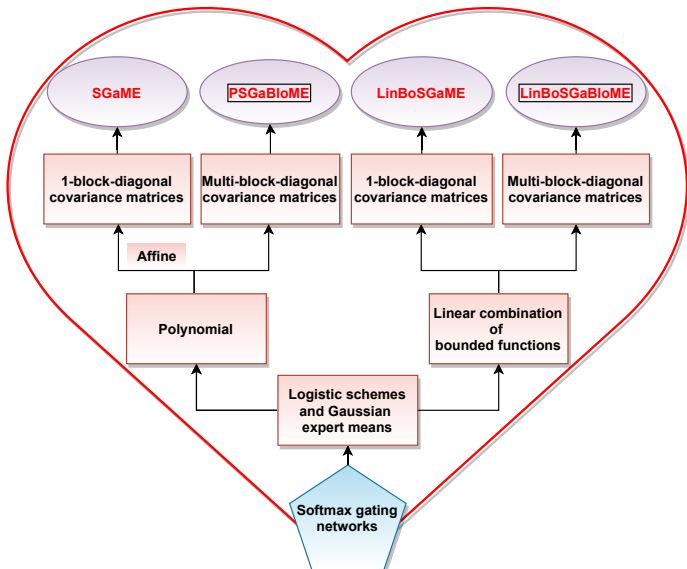 SGaME
PSGaBloME
LinBoSGaME
LinBoSGaBloME
1-block-diagonal
covariance matrices
Multi-block-diagonal
covariance matrices
1-block-diagonal
covariance matrices
Multi-block-diagonal
covariance matrices
Affine
Polynomial
Linear combination
of
bounded functions
Logistic schemes
and Gaussian
expert means
Softmax gating
networks